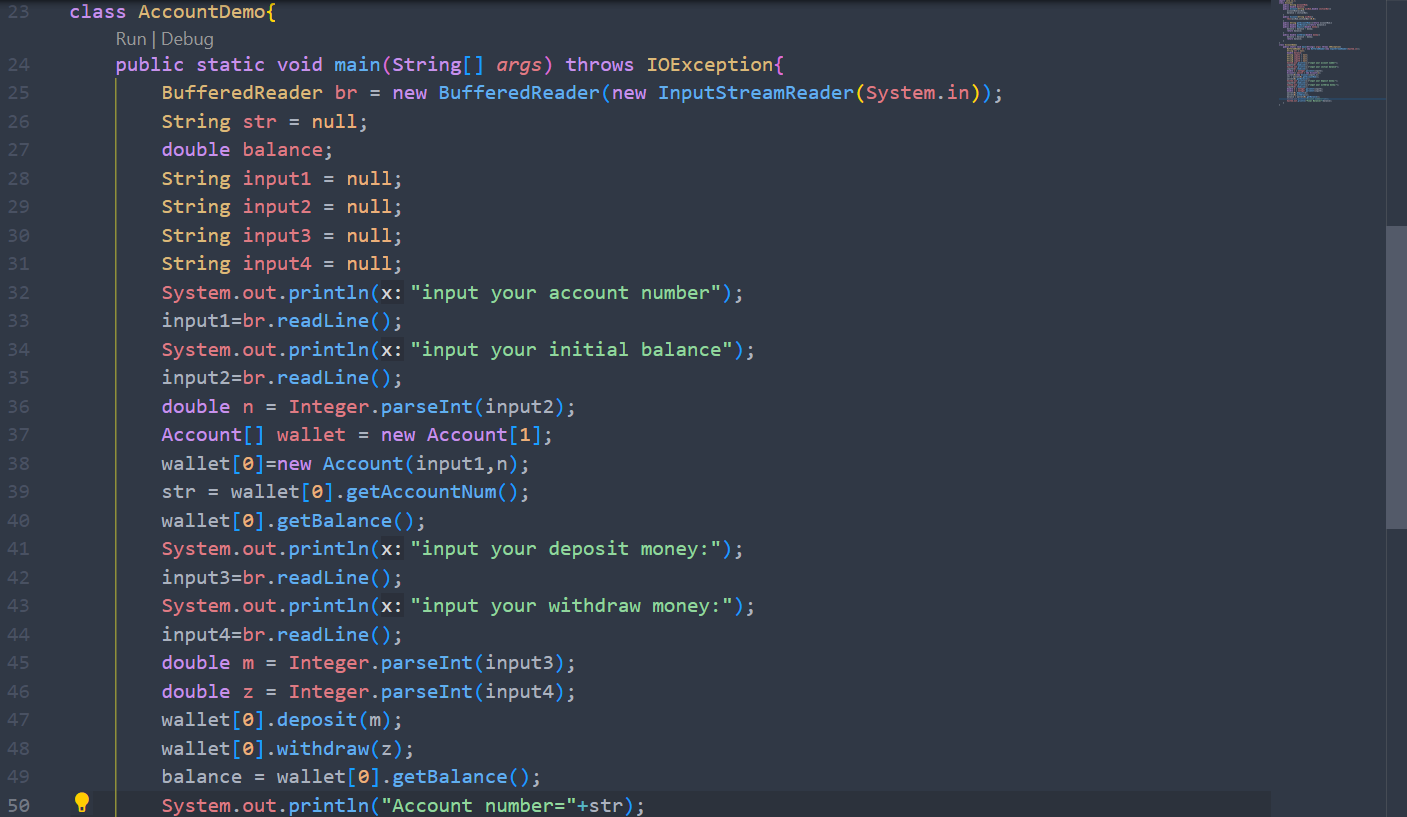 23 class AccountDemo{
Run | Debug
24 public static void main(String[] args) throws IOException{
25 BufferedReader br = new BufferedReader(new InputStreamReader(System.in));
26 String str = null;
27 double balance;
28 String input1 = null;
29 String input2 = null;
30 String input3 = null;
31 String input4 = null;
32 System.out.println(x:"input your account number");
33 input1=br.readLine();
34 System.out.println(x:"input your initial balance");
35 input2=br.readLine();
36 double n = Integer.parseInt(input2);
37 Account[] wallet = new Account[1];
38 wallet[0]=new Account(input1,n);
39 str = wallet[0].getAccountNum();
40 wallet[0].getBalance();
41 System.out.println(x:"input your deposit money:");
42 input3=br.readLine();
43 System.out.println(x:"input your withdraw money:");
44 input4=br.readLine();
45 double m = Integer.parseInt(input3);
46 double z = Integer.parseInt(input4);
47 wallet[0].deposit(m);
48 wallet[0].withdraw(z);
49 balance = wallet[0].getBalance();
50 System.out.println("Account number="+str);